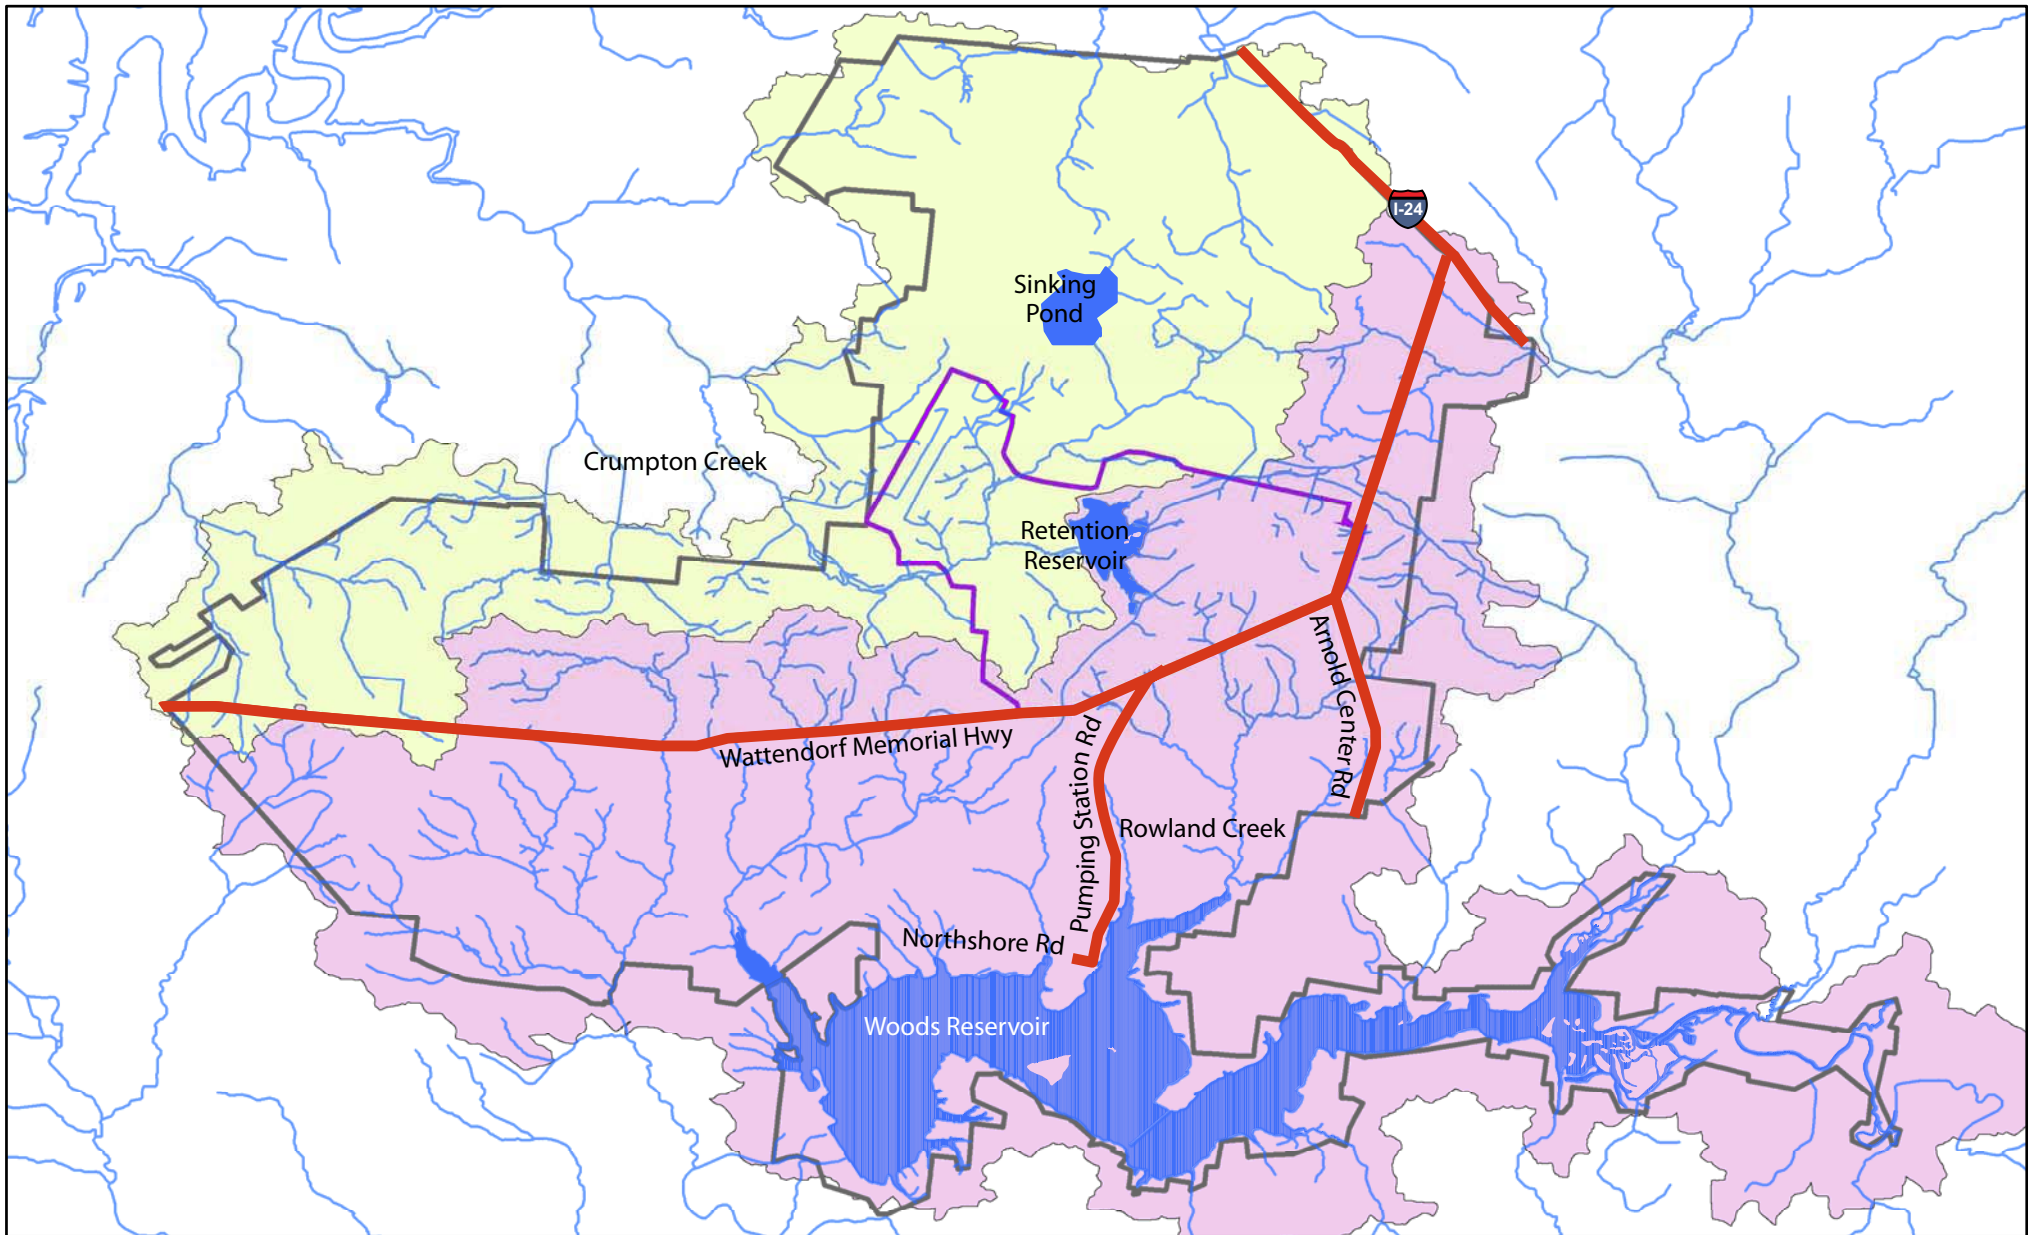 I-24
Sinking
Pond
Crumpton Creek
Retention
Reservoir
Arnold Center Rd
Wattendorf Memorial Hwy
Pumping Station Rd
Rowland Creek
Northshore Rd
Woods Reservoir